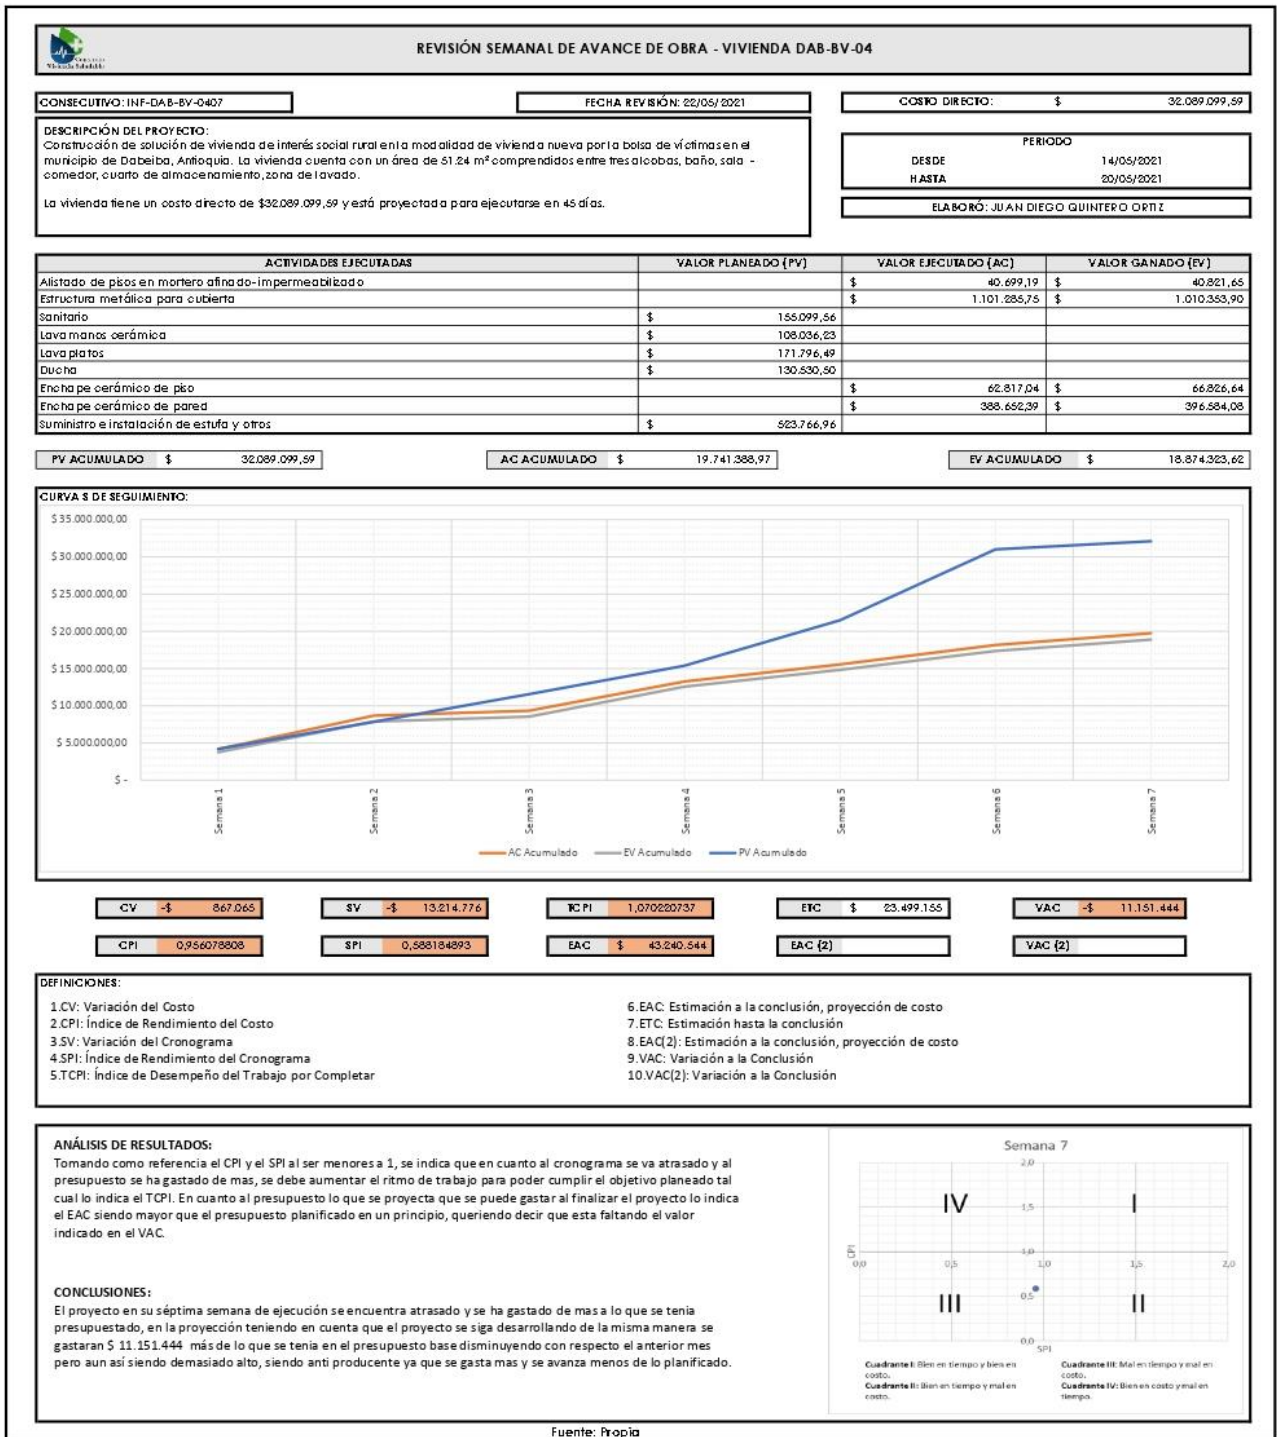 REVISIÓN SEMANAL DE AVANCE DE OBRA - VIVIENDA DAB-BV-04
Vivienda Saludable
CONSECUTIVO: INF-DAB-BV-0407
FECHA REVISIÓN: 22/05/2021
COSTO DIRECTO: $ 32.089.099,59
DESCRIPCIÓN DEL PROYECTO:
Construcción de solución de vivienda de interés social rural en la modalidad de vivienda nueva por la bolsa de víctimas en el
municipio de Dabeiba, Antioquia. La vivienda cuenta con un área de 51.24 m² comprendidos entre tres alcobas, baño, sala -
comedor, cuarto de almacenamiento, zona de lavado.
La vivienda tiene un costo directo de $32.089.099,59 y está proyectada para ejecutarse en 45 días.
PERIODO
DESDE 14/05/2021
HASTA 20/05/2021
ELABORÓ: JUAN DIEGO QUINTERO ORTIZ
ACTIVIDADES EJECUTADAS VALOR PLANEADO (PV) VALOR EJECUTADO (AC) VALOR GANADO (EV)
Alistado de pisos en mortero afinado-impermeabilizado $ 40.699,19 $ 40.821,65
Estructura metálica para cubierta $ 1.101.285,75 $ 1.010.353,90
Sanitario $ 155.099,56
Lavamanos cerámica $ 108.036,23
Lavaplatos $ 171.796,49
Ducha $ 130.530,50
Enchape cerámico de piso $ 62.817,04 $ 66.826,64
Enchape cerámico de pared $ 388.652,39 $ 396.584,08
Suministro e instalación de estufa y otros $ 523.766,96
PV ACUMULADO $ 32.089.099,59
AC ACUMULADO $ 19.741.388,97
EV ACUMULADO $ 18.874.323,62
CURVA S DE SEGUIMIENTO:
$ 35.000.000,00
$ 30.000.000,00
$ 25.000.000,00
$ 20.000.000,00
$ 15.000.000,00
$ 10.000.000,00
$ 5.000.000,00
$ -
Semana 1
Semana 2
Semana 3
Semana 4
Semana 5
Semana 6
Semana 7
AC Acumulado EV Acumulado PV Acumulado
CV -$ 867.065
SV -$ 13.214.776
TCPI 1,070220737
ETC $ 23.499.155
VAC -$ 11.151.444
CPI 0,956078808
SPI 0,588184893
EAC $ 43.240.544
EAC (2)
VAC (2)
DEFINICIONES:
1.CV: Variación del Costo
2.CPI: Índice de Rendimiento del Costo
3.SV: Variación del Cronograma
4.SPI: Índice de Rendimiento del Cronograma
5.TCPI: Índice de Desempeño del Trabajo por Completar
6.EAC: Estimación a la conclusión, proyección de costo
7.ETC: Estimación hasta la conclusión
8.EAC(2): Estimación a la conclusión, proyección de costo
9.VAC: Variación a la Conclusión
10.VAC(2): Variación a la Conclusión
ANÁLISIS DE RESULTADOS:
Tomando como referencia el CPI y el SPI al ser menores a 1, se indica que en cuanto al cronograma se va atrasado y al
presupuesto se ha gastado de mas, se debe aumentar el ritmo de trabajo para poder cumplir el objetivo planeado tal
cual lo indica el TCPI. En cuanto al presupuesto lo que se proyecta que se puede gastar al finalizar el proyecto lo indica
el EAC siendo mayor que el presupuesto planificado en un principio, queriendo decir que esta faltando el valor
indicado en el VAC.
CONCLUSIONES:
El proyecto en su séptima semana de ejecución se encuentra atrasado y se ha gastado de mas a lo que se tenia
presupuestado, en la proyección teniendo en cuenta que el proyecto se siga desarrollando de la misma manera se
gastaran $ 11.151.444 más de lo que se tenia en el presupuesto base disminuyendo con respecto el anterior mes
pero aun así siendo demasiado alto, siendo anti producente ya que se gasta mas y se avanza menos de lo planificado.
Semana 7
2,0
IV I
1,5
CPI
1,0
0,0 0,5 1,0 1,5 2,0
0,5
III II
0,0
SPI
Cuadrante I: Bien en tiempo y bien en
costo.
Cuadrante II: Bien en tiempo y mal en
costo.
Cuadrante III: Mal en tiempo y mal en
costo.
Cuadrante IV: Bien en costo y mal en
tiempo.
Fuente: Propia